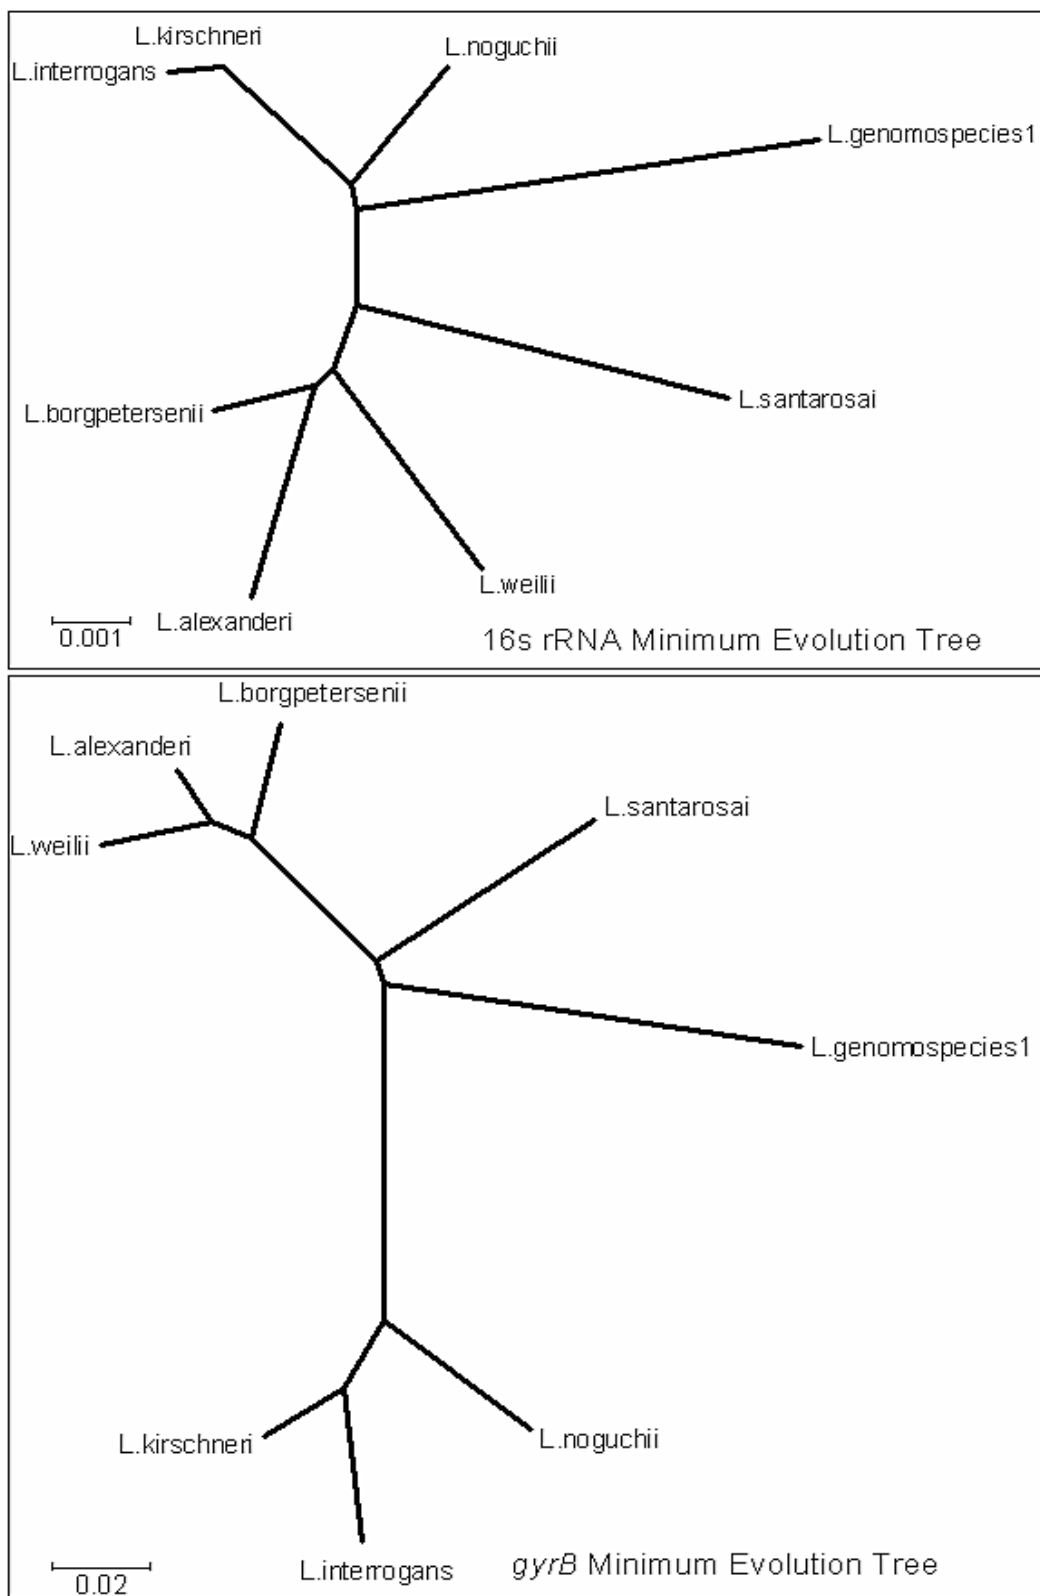 L.kirschneri
L.noguchii
L.interrogans
L.genomospecies1
L.santarosai
L.borgpetersenii
L.weilii
L.alexanderi
0.001
16s rRNA Minimum Evolution Tree
L.borgpetersenii
L.alexanderi
L.santarosai
L.weilii
L.genomospecies1
L.kirschneri
L.noguchii
L.interrogans
0.02
gyrB Minimum Evolution Tree